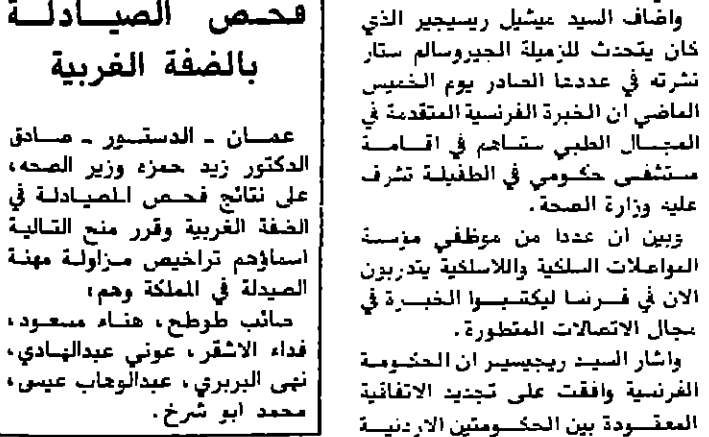 واضاف السيد ميشيل ريسيجير الذي
كان يتحدث للزميلة الجيروسالم ستار
نشرته في عددها الصادر يوم الخميس
الماضي ان الخبرة الفرنسية المتقدمة في
المجال الطبي ستساهم في اقامة
مستشفى حكومي في الطفيلة تشرف
عليه وزارة الصحة .
وبين ان عددا من موظفي مؤسسة
المواصلات السلكية واللاسلكية يتدربون
الان في فرنسا ليكتسبوا الخبرة في
مجال الاتصالات المتطورة .
واشار السيد ريجيسير ان الحكومة
الفرنسية وافقت على تجديد الاتفاقية
المعقودة بين الحكومتين الاردنية
فحص الصيادلة
بالضفة الغربية
عمان - الدستور - صادق
الدكتور زيد حمزه وزير الصحه ،
على نتائج فحص الصيادلة في
الضفة الغربية وقرر منح التالية
اسماؤهم تراخيص مزاولة مهنة
الصيدلة في المملكة وهم ،
صائب طوطح ، هناء مسعود ،
فداء الاشقر ، عوني عبدالهادي ،
نهى البربري ، عبدالوهاب عيسى ،
محمد ابو شرخ .